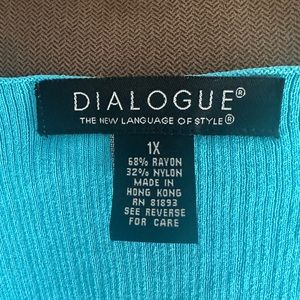 DIALOGUE®
THE NEW LANGUAGE OF STYLE®
1X
68% RAYON
32% NYLON
MADE IN
HONG KONG
RN 81893
SEE REVERSE
FOR CARE